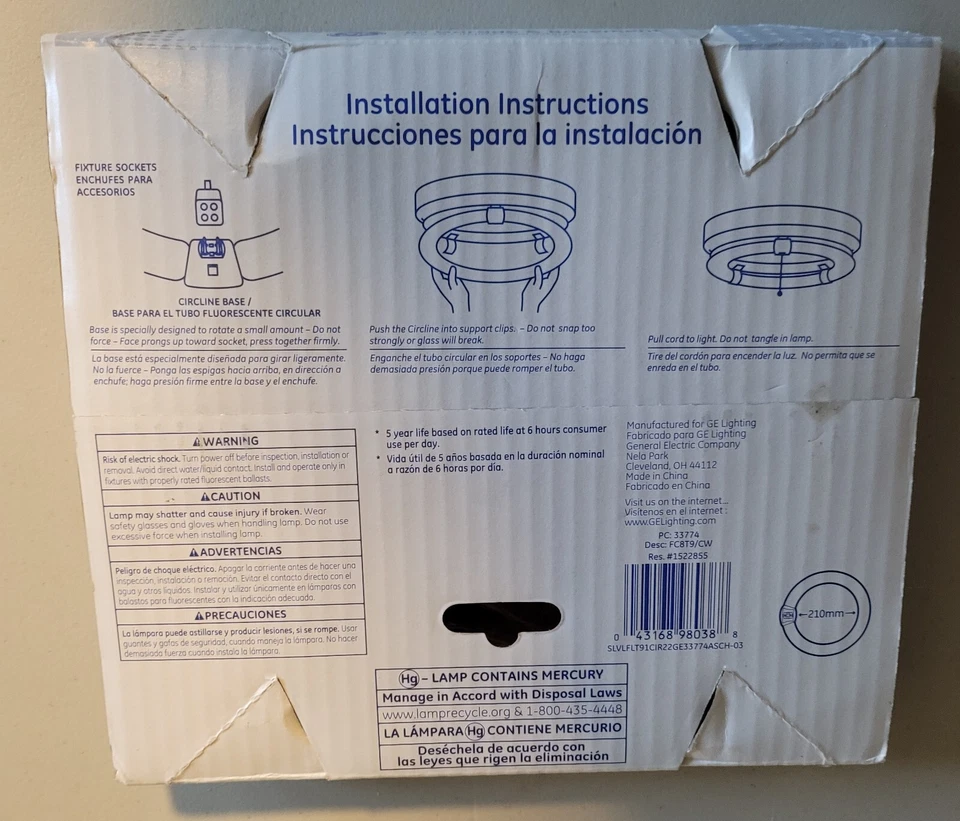 Installation Instructions
Instrucciones para la instalación
FIXTURE SOCKETS
ENCHUFES PARA
ACCESORIOS
CIRCLINE BASE /
BASE PARA EL TUBO FLUORESCENTE CIRCULAR
Base is specially designed to rotate a small amount – Do not
force – Face prongs up toward socket, press together firmly.
La base está especialmente diseñada para girar ligeramente.
No la fuerce – Ponga las espigas hacia arriba, en dirección a
enchufe; haga presión firme entre la base y el enchufe.
Push the Circline into support clips. – Do not snap too
strongly or glass will break.
Enganche el tubo circular en los soportes – No haga
demasiada presión porque puede romper el tubo.
Pull cord to light. Do not tangle in lamp.
Tire del cordón para encender la luz. No permita que se
enreda en el tubo.
WARNING
Risk of electric shock. Turn power off before inspection, installation or
removal. Avoid direct water/liquid contact. Install and operate only in
fixtures with properly rated fluorescent ballasts.
CAUTION
Lamp may shatter and cause injury if broken. Wear
safety glasses and gloves when handling lamp. Do not use
excessive force when installing lamp.
ADVERTENCIAS
Peligro de choque eléctrico. Apagar la corriente antes de hacer una
inspección, instalación o remoción. Evitar el contacto directo con el
agua y otros líquidos. Instalar y utilizar únicamente en lámparas con
balastos para fluorescentes con la indicación adecuada.
PRECAUCIONES
La lámpara puede astillarse y producir lesiones, si se rompe. Usar
guantes y gafas de seguridad, cuando maneja la lámpara. No hacer
demasiada fuerza cuando instala la lámpara.
• 5 year life based on rated life at 6 hours consumer
use per day.
• Vida útil de 5 años basada en la duración nominal
a razón de 6 horas por día.
Manufactured for GE Lighting
Fabricado para GE Lighting
General Electric Company
Nela Park
Cleveland, OH 44112
Made in China
Fabricado en China
Visit us on the internet...
Visítenos en el internet :
www.GELighting.com
PC: 33774
Desc: FC8T9/CW
Res. #1522855
0 43168 98038 8
SLVLFLT91CIR22GE33774ASCH-03
210mm
Hg – LAMP CONTAINS MERCURY
Manage in Accord with Disposal Laws
www.lamprecycle.org & 1-800-435-4448
LA LÁMPARA Hg CONTIENE MERCURIO
Deséchela de acuerdo con
las leyes que rigen la eliminación